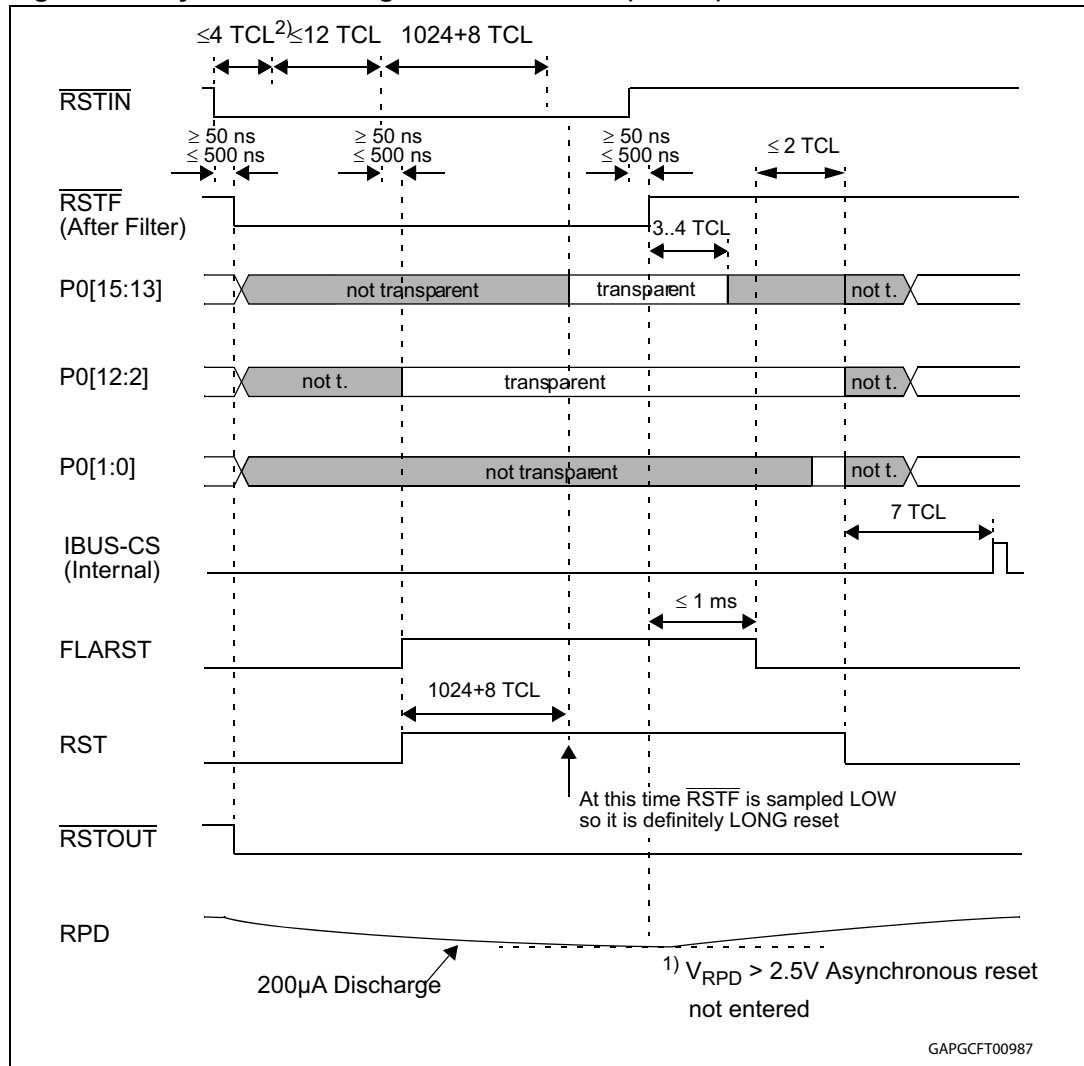 ≤4 TCL2) ≤12 TCL 1024+8 TCL
RSTIN
≥ 50 ns
≤ 500 ns
≥ 50 ns
≤ 500 ns
≥ 50 ns
≤ 500 ns
≤ 2 TCL
RSTF
(After Filter)
3..4 TCL
P0[15:13]
not transparent
transparent
not t.
P0[12:2]
not t.
transparent
not t.
P0[1:0]
not transparent
not t.
7 TCL
IBUS-CS
(Internal)
≤ 1 ms
FLARST
1024+8 TCL
RST
At this time RSTF is sampled LOW
so it is definitely LONG reset
RSTOUT
RPD
200µA Discharge
1) VRPD > 2.5V Asynchronous reset
not entered
GAPGCFT00987